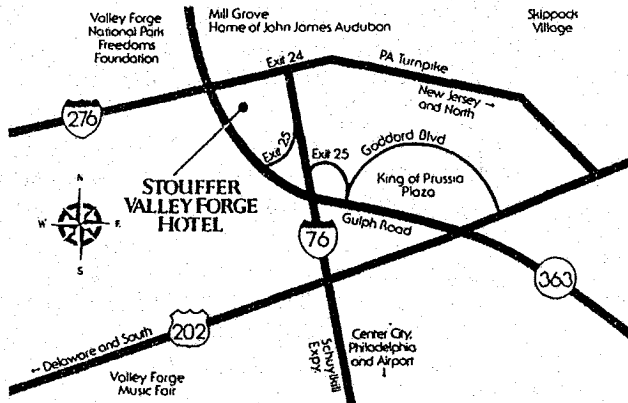 Valley Forge
National Park
Freedoms
Foundation
Mill Grove
Home of John James Audubon
Skippack
Village
Exit 24
PA Turnpike
New Jersey →
and North
276
Exit 25
Exit 25
Goddard Blvd
King of Prussia
Plaza
STOUFFER
VALLEY FORGE
HOTEL
N
W
E
S
Gulph Road
76
363
202
← Delaware and South
Schuylkill
Expy.
Center City,
Philadelphia
and Airport
↓
Valley Forge
Music Fair